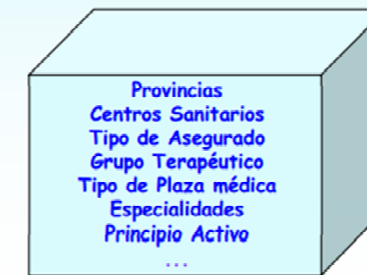 Provincias
Centros Sanitarios
Tipo de Asegurado
Grupo Terapéutico
Tipo de Plaza médica
Especialidades
Principio Activo
...